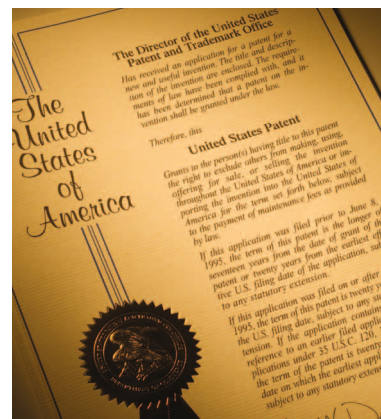 The Director of the United States
Patent and Trademark Office
Has received an application for a patent for a
new and useful invention. The title and descrip-
tion of the invention are enclosed. The require-
ments of law have been complied with, and it
has been determined that a patent on the in-
vention shall be granted under the law.
Therefore, this
United States Patent
Grants to the person(s) having title to this patent
the right to exclude others from making, using,
offering for sale, or selling the invention
throughout the United States of America or im-
porting the invention into the United States of
America for the term set forth below, subject
to the payment of maintenance fees as provided
by law.
If this application was filed prior to June 8,
1995, the term of this patent is the longer of
seventeen years from the date of grant of th
patent or twenty years from the earliest eff
tive U.S. filing date of the application, su
to any statutory extension.
If this application was filed on or after
1995, the term of this patent is twenty y
the U.S. filing date, subject to any sta
tension. If the application contain
reference to an earlier filed appli
plications under 35 U.S.C. 120,
the term of the patent is twenty
date on which the earliest appl
subject to any statutory exten
The
United
States
of
America